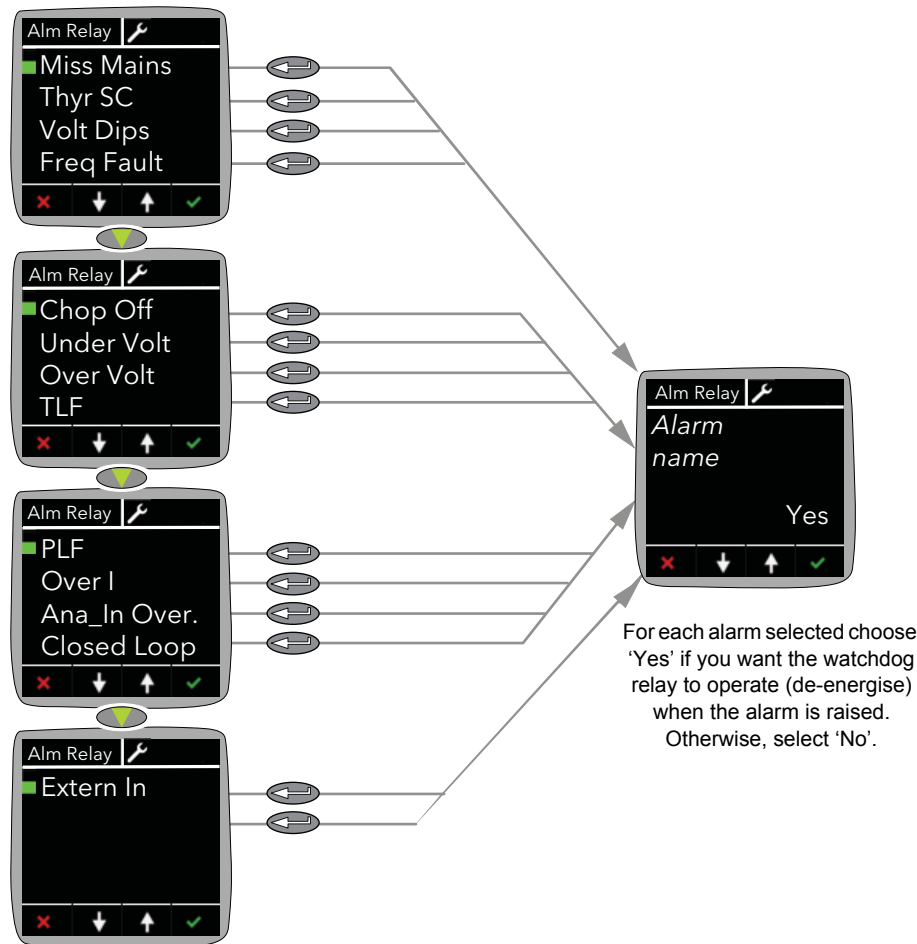 Alm Relay
Miss Mains
Thyr SC
Volt Dips
Freq Fault
Alm Relay
Chop Off
Under Volt
Over Volt
TLF
Alm Relay
PLF
Over I
Ana_In Over.
Closed Loop
Alm Relay
Extern In
Alm Relay
Alarm
name
Yes
For each alarm selected choose
‘Yes’ if you want the watchdog
relay to operate (de-energise)
when the alarm is raised.
Otherwise, select ‘No’.